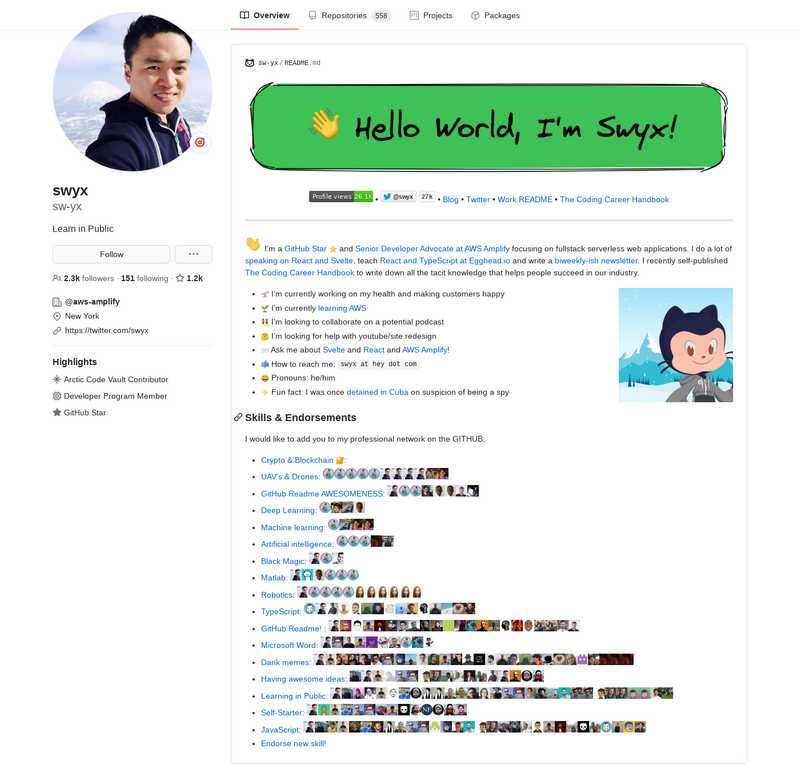 Overview
Repositories 558
Projects
Packages
swyx
sw-yx
Learn in Public
Follow
2.3k followers · 151 following · 1.2k
@aws-amplify
New York
https://twitter.com/swyx
Highlights
Arctic Code Vault Contributor
Developer Program Member
GitHub Star
sw-yx / README.md
👋 Hello World, I'm Swyx!
Profile views 26.1k • @swyx 27k • Blog • Twitter • Work README • The Coding Career Handbook
👋 I'm a GitHub Star ⭐ and Senior Developer Advocate at AWS Amplify focusing on fullstack serverless web applications. I do a lot of
speaking on React and Svelte, teach React and TypeScript at Egghead.io and write a biweekly-ish newsletter. I recently self-published
The Coding Career Handbook to write down all the tacit knowledge that helps people succeed in our industry.
I'm currently working on my health and making customers happy
I'm currently learning AWS
I'm looking to collaborate on a potential podcast
I'm looking for help with youtube/site redesign
Ask me about Svelte and React and AWS Amplify!
How to reach me: swyx at hey dot com
Pronouns: he/him
Fun fact: I was once detained in Cuba on suspicion of being a spy
Skills & Endorsements
I would like to add you to my professional network on the GITHUB.
Crypto & Blockchain 🔐:
UAV's & Drones:
GitHub Readme AWESOMENESS:
Deep Learning:
Machine learning:
Artificial intelligence:
Black Magic:
Matlab:
Robotics:
TypeScript:
GitHub Readme! :
Microsoft Word:
Dank memes:
Having awesome ideas:
Learning in Public:
Self-Starter:
JavaScript:
Endorse new skill!